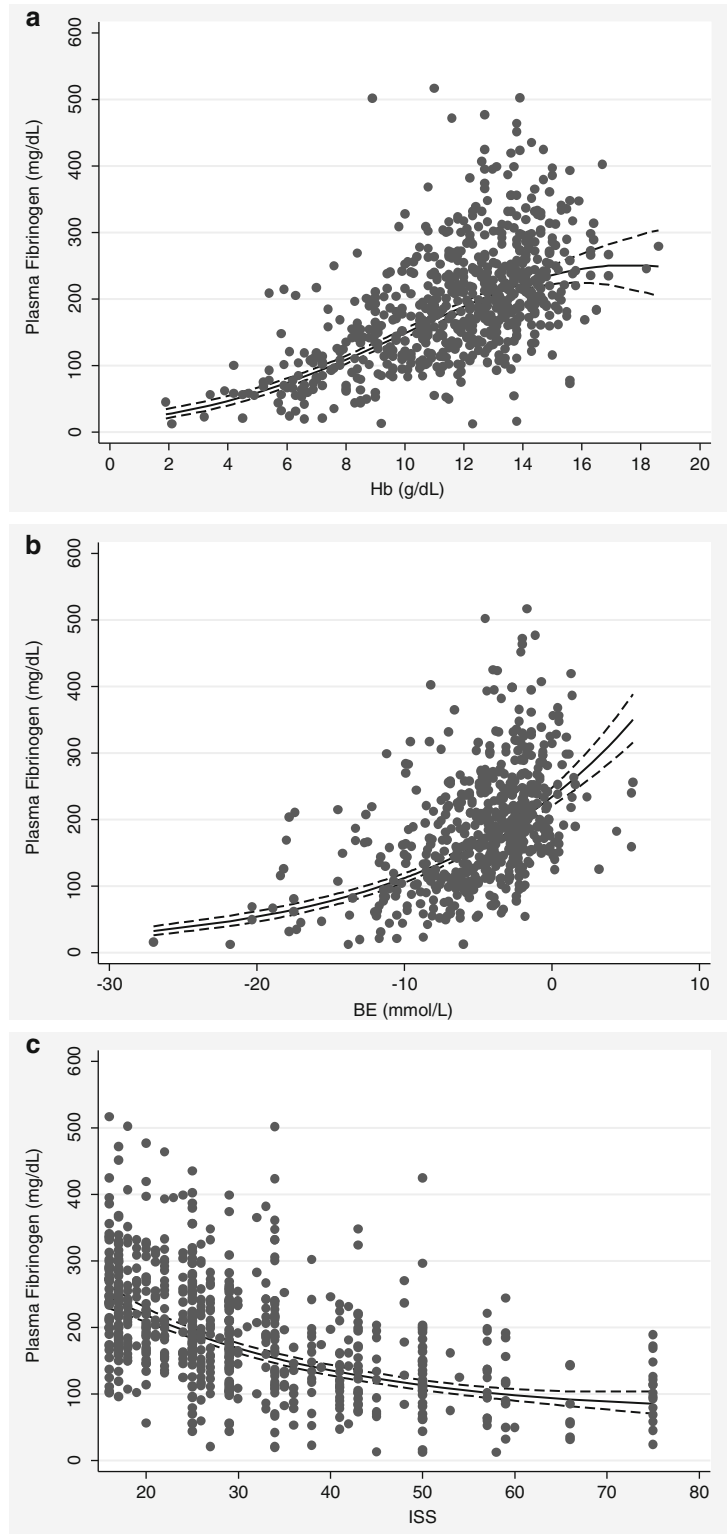 a
600
500
400
300
200
100
0
Plasma Fibrinogen (mg/dL)
0 2 4 6 8 10 12 14 16 18 20
Hb (g/dL)
b
600
500
400
300
200
100
0
Plasma Fibrinogen (mg/dL)
-30 -20 -10 0 10
BE (mmol/L)
c
600
500
400
300
200
100
0
Plasma Fibrinogen (mg/dL)
20 30 40 50 60 70 80
ISS